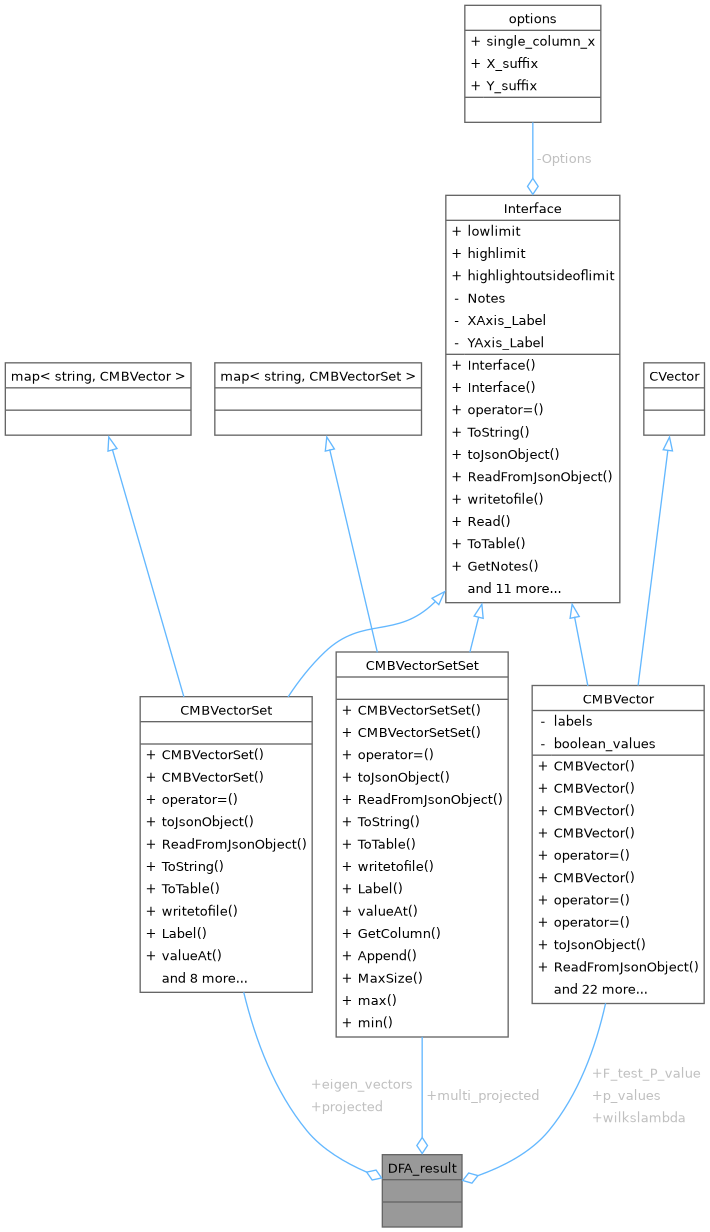 options
+ single_column_x
+ X_suffix
+ Y_suffix
-Options
Interface
+ lowlimit
+ highlimit
+ highlightoutsideoflimit
- Notes
- XAxis_Label
- YAxis_Label
+ Interface()
+ Interface()
+ operator=()
+ ToString()
+ toJsonObject()
+ ReadFromJsonObject()
+ writetofile()
+ Read()
+ ToTable()
+ GetNotes()
and 11 more...
map< string, CMBVector >
map< string, CMBVectorSet >
CVector
CMBVectorSet
+ CMBVectorSet()
+ CMBVectorSet()
+ operator=()
+ toJsonObject()
+ ReadFromJsonObject()
+ ToString()
+ ToTable()
+ writetofile()
+ Label()
+ valueAt()
and 8 more...
CMBVectorSetSet
+ CMBVectorSetSet()
+ CMBVectorSetSet()
+ operator=()
+ toJsonObject()
+ ReadFromJsonObject()
+ ToString()
+ ToTable()
+ writetofile()
+ Label()
+ valueAt()
+ GetColumn()
+ Append()
+ MaxSize()
+ max()
+ min()
CMBVector
- labels
- boolean_values
+ CMBVector()
+ CMBVector()
+ CMBVector()
+ CMBVector()
+ operator=()
+ CMBVector()
+ operator=()
+ operator=()
+ toJsonObject()
+ ReadFromJsonObject()
and 22 more...
+eigen_vectors
+projected
+multi_projected
+F_test_P_value
+p_values
+wilkslambda
DFA_result